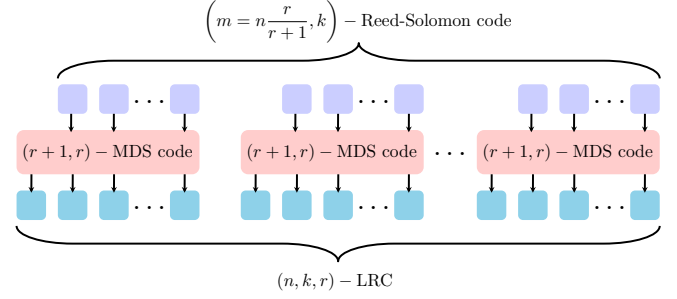 (m = n r/(r+1), k) – Reed-Solomon code
(r + 1, r) – MDS code (r + 1, r) – MDS code ... (r + 1, r) – MDS code
(n, k, r) – LRC